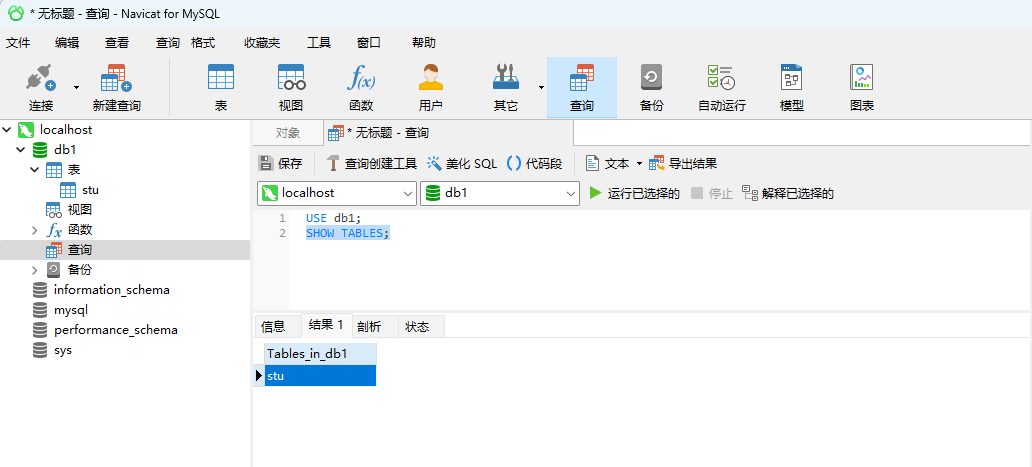 * 无标题 - 查询 - Navicat for MySQL
文件 编辑 查看 查询 格式 收藏夹 工具 窗口 帮助
连接 新建查询 表 视图 函数 用户 其它 查询 备份 自动运行 模型 图表
localhost
db1
表
stu
视图
函数
查询
备份
information_schema
mysql
performance_schema
sys
对象 * 无标题 - 查询
保存 查询创建工具 美化 SQL 代码段 文本 导出结果
localhost db1 运行已选择的 停止 解释已选择的
1 USE db1;
2 SHOW TABLES;
信息 结果 1 剖析 状态
Tables_in_db1
stu